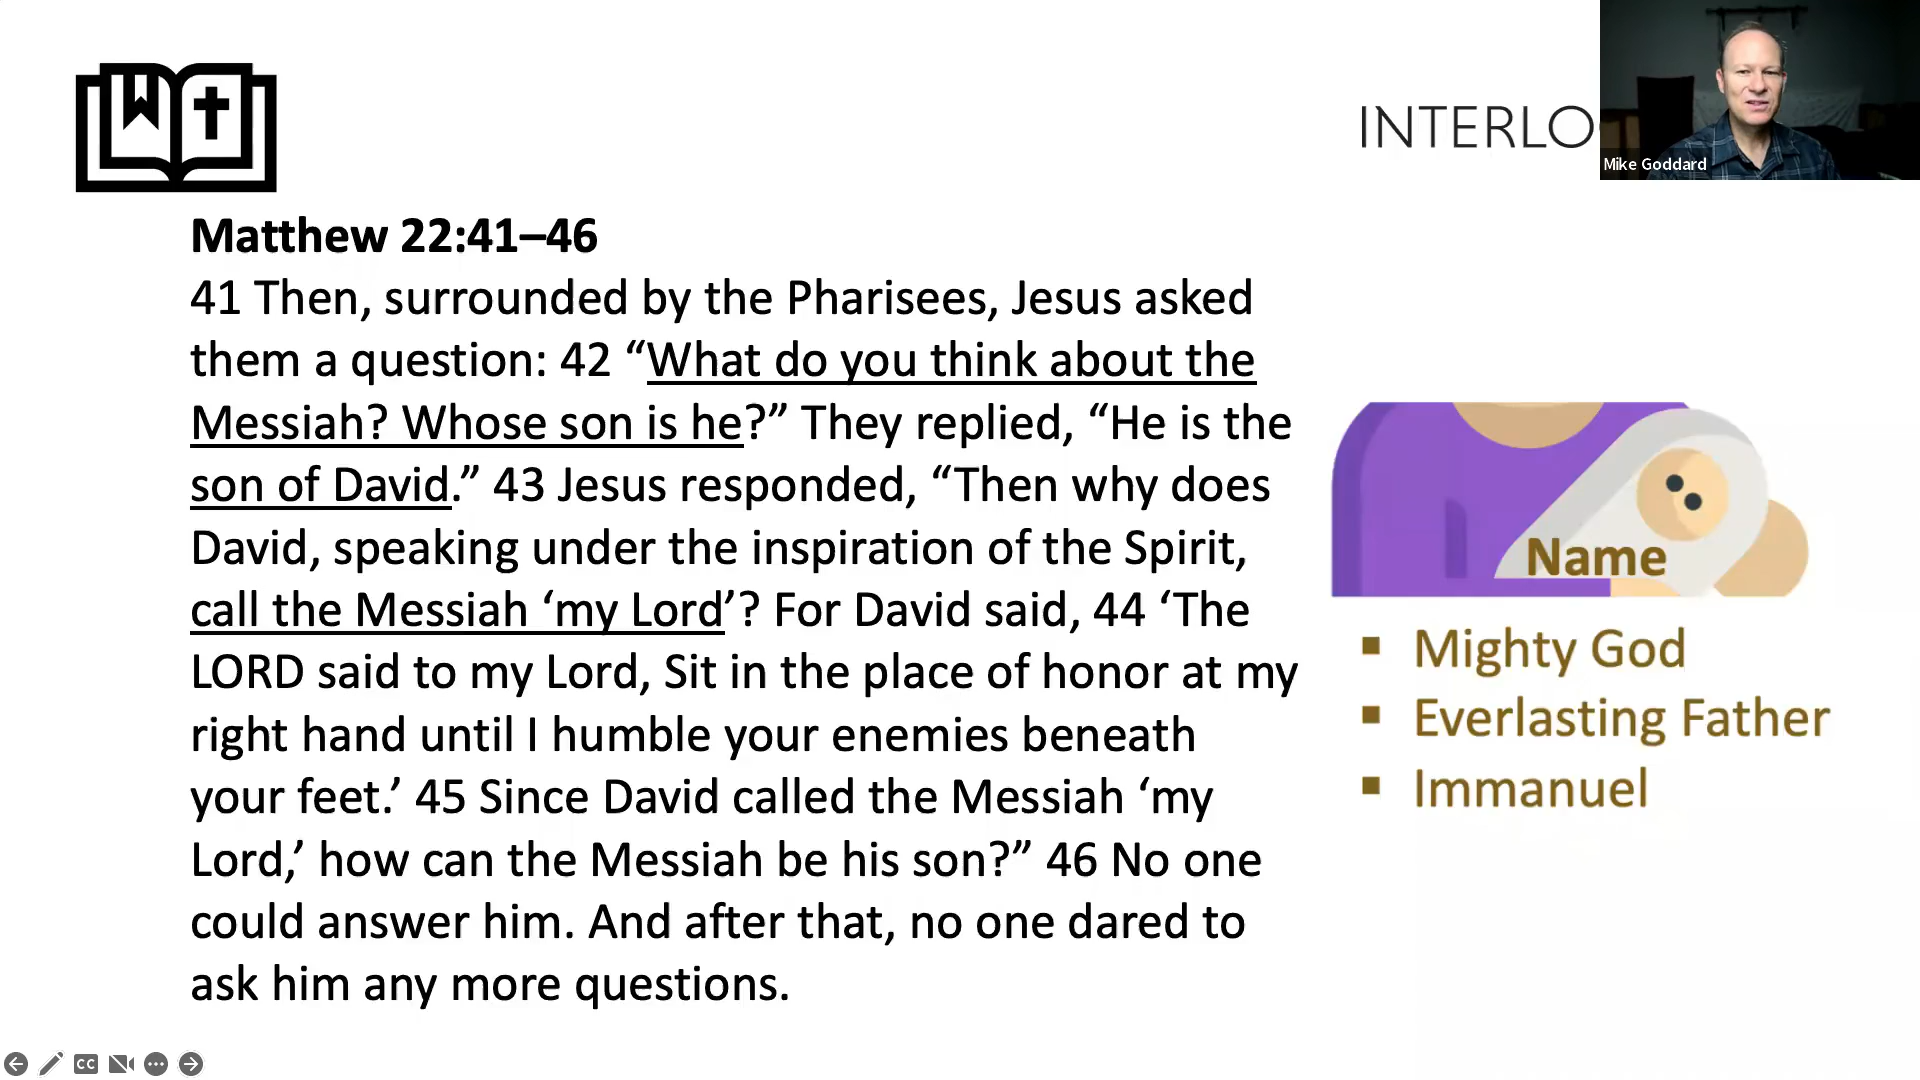 INTERLO
Mike Goddard
Matthew 22:41–46
41 Then, surrounded by the Pharisees, Jesus asked
them a question: 42 “What do you think about the
Messiah? Whose son is he?” They replied, “He is the
son of David.” 43 Jesus responded, “Then why does
David, speaking under the inspiration of the Spirit,
call the Messiah ‘my Lord’? For David said, 44 ‘The
LORD said to my Lord, Sit in the place of honor at my
right hand until I humble your enemies beneath
your feet.’ 45 Since David called the Messiah ‘my
Lord,’ how can the Messiah be his son?” 46 No one
could answer him. And after that, no one dared to
ask him any more questions.
Name
▪ Mighty God
▪ Everlasting Father
▪ Immanuel
CC